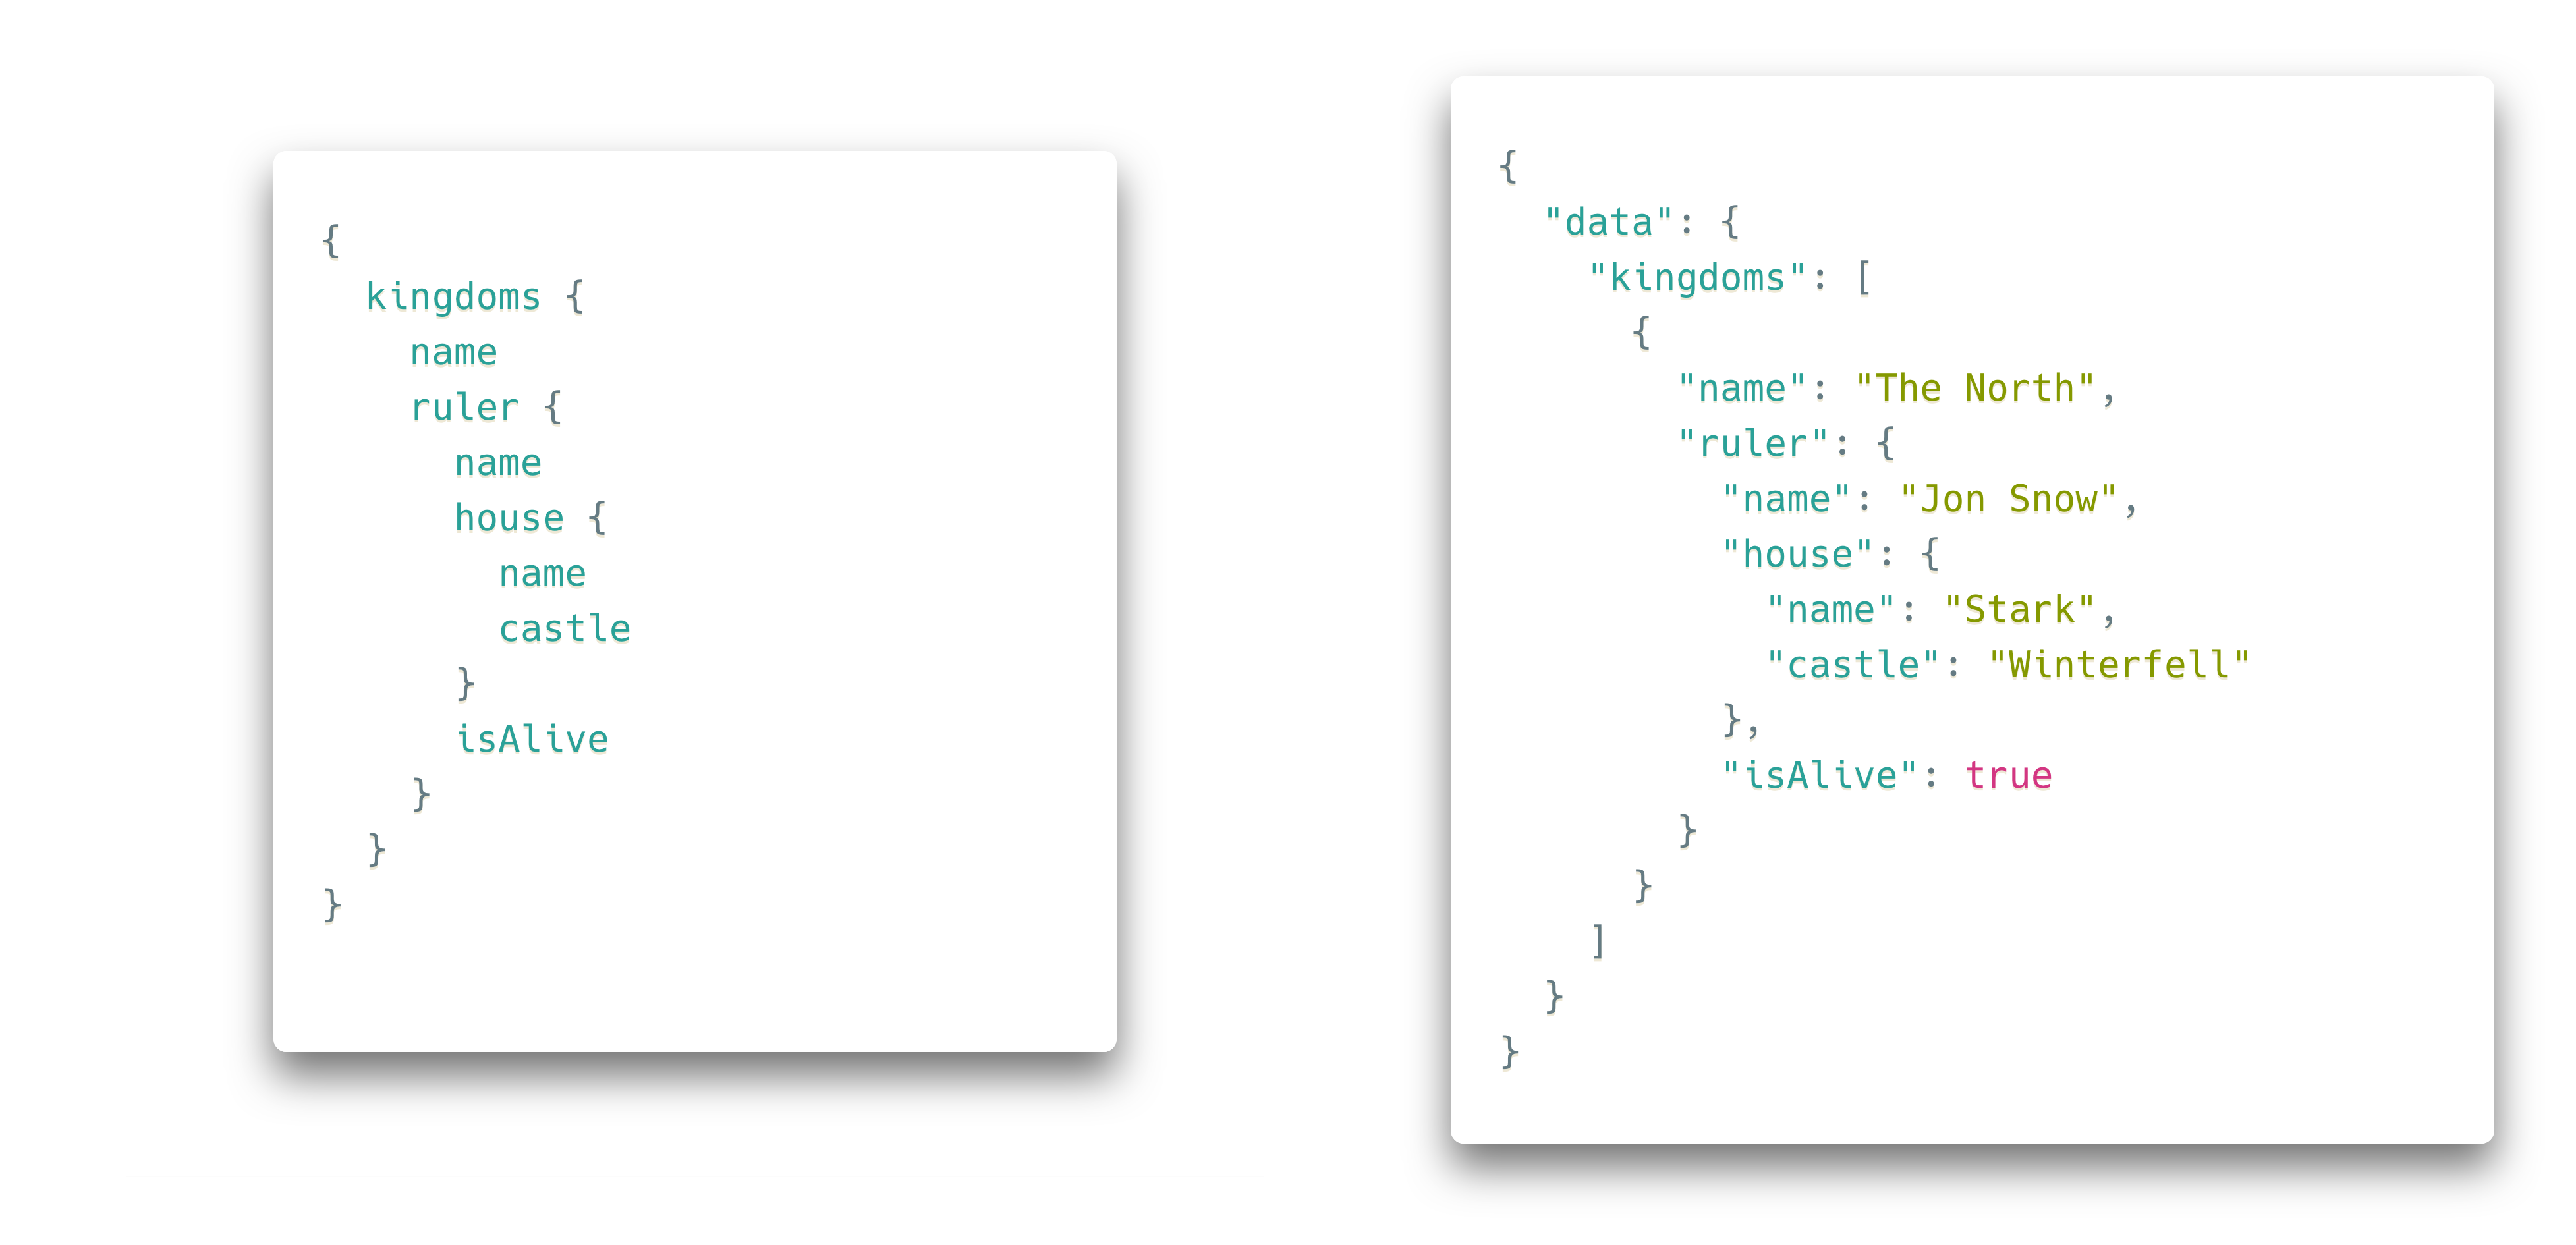 {
  kingdoms {
    name
    ruler {
      name
      house {
        name
        castle
      }
      isAlive
    }
  }
}
{
  "data": {
    "kingdoms": [
      {
        "name": "The North",
        "ruler": {
          "name": "Jon Snow",
          "house": {
            "name": "Stark",
            "castle": "Winterfell"
          },
          "isAlive": true
        }
      }
    ]
  }
}